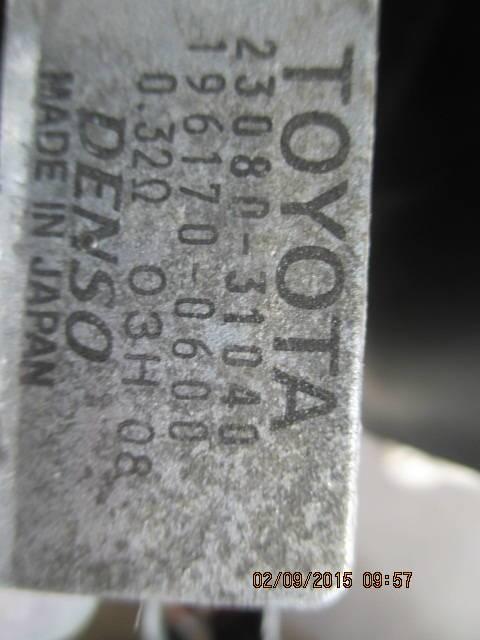 TOYOTA
23080-31040
196170-0600
0.32Ω 03H 08
DENSO
MADE IN JAPAN
02/09/2015 09:57